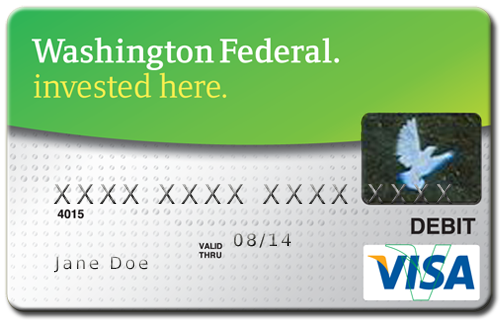 Washington Federal.
invested here.
XXXX XXXX XXXX XXXX
4015
VALID THRU 08/14
DEBIT
Jane Doe
VISA